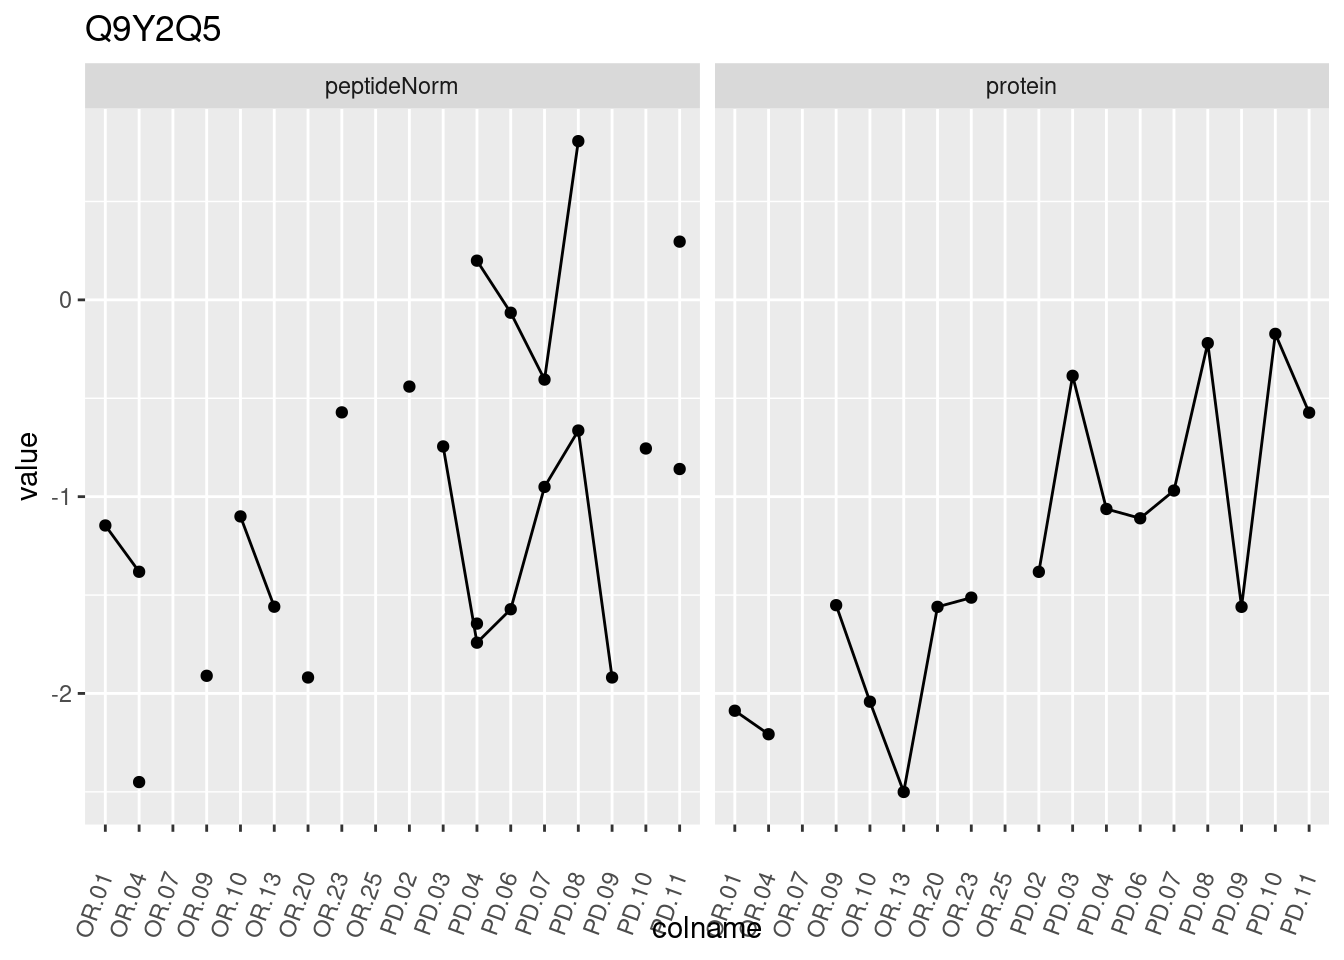 Q9Y2Q5
peptideNorm
protein
value
0
-1
-2
OR.01
OR.04
OR.07
OR.09
OR.10
OR.13
OR.20
OR.23
OR.25
PD.02
PD.03
PD.04
PD.06
PD.07
PD.08
PD.09
PD.10
PD.11
OR.01
OR.04
OR.07
OR.09
OR.10
OR.13
OR.20
OR.23
OR.25
PD.02
PD.03
PD.04
PD.06
PD.07
PD.08
PD.09
PD.10
PD.11
colname